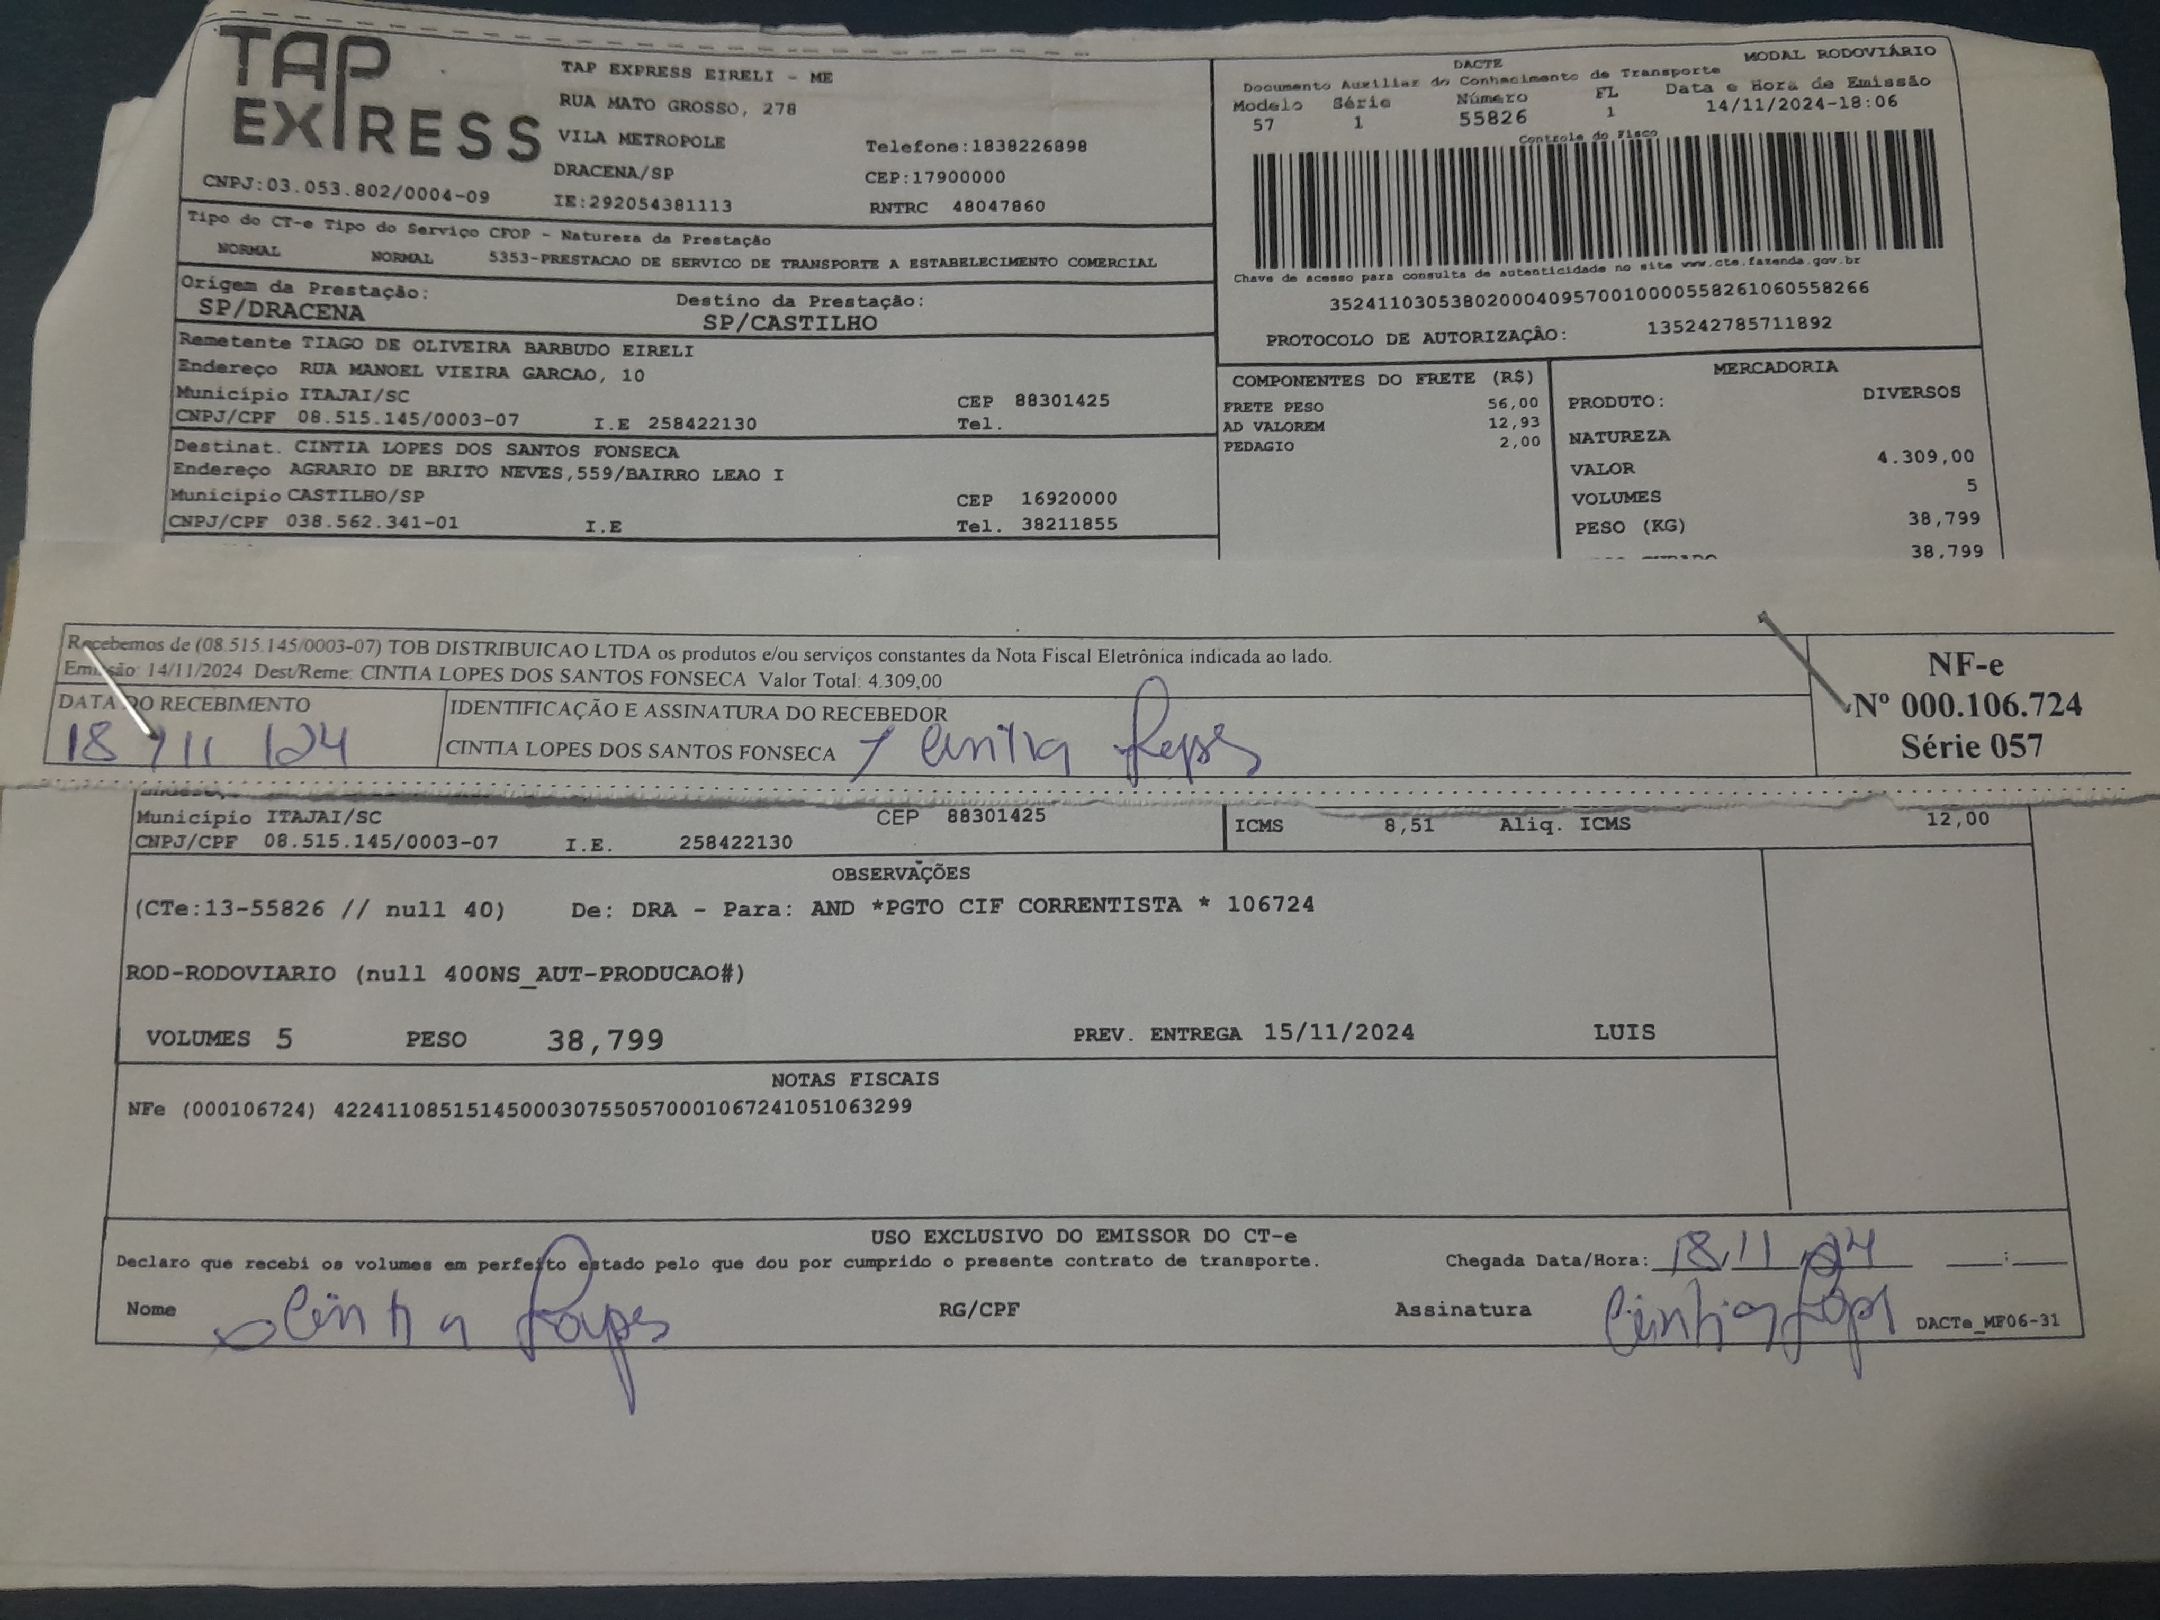 TAP EXPRESS
TAP EXPRESS EIRELI - ME
RUA MATO GROSSO, 278
VILA METROPOLE Telefone:1838226898
DRACENA/SP CEP:17900000
CNPJ:03.053.802/0004-09 IE:292054381113 RNTRC 48047860
DACTE MODAL RODOVIÁRIO
Documento Auxiliar do Conhecimento de Transporte
Modelo Série Número FL Data e Hora de Emissão
57 1 55826 1 14/11/2024-18:06
Controle do Fisco
Chave de acesso para consulta de autenticidade no site www.cte.fazenda.gov.br
35241103053802000409570010000558261060558266
PROTOCOLO DE AUTORIZAÇÃO: 135242785711892
Tipo do CT-e Tipo do Serviço CFOP - Natureza da Prestação
NORMAL NORMAL 5353-PRESTACAO DE SERVICO DE TRANSPORTE A ESTABELECIMENTO COMERCIAL
Origem da Prestação: Destino da Prestação:
SP/DRACENA SP/CASTILHO
Remetente TIAGO DE OLIVEIRA BARBUDO EIRELI
Endereço RUA MANOEL VIEIRA GARCAO, 10
Município ITAJAI/SC CEP 88301425
CNPJ/CPF 08.515.145/0003-07 I.E 258422130 Tel.
Destinat. CINTIA LOPES DOS SANTOS FONSECA
Endereço AGRARIO DE BRITO NEVES,559/BAIRRO LEAO I
Município CASTILHO/SP CEP 16920000
CNPJ/CPF 038.562.341-01 I.E Tel. 38211855
COMPONENTES DO FRETE (R$)
FRETE PESO 56,00
AD VALOREM 12,93
PEDAGIO 2,00
MERCADORIA
PRODUTO: DIVERSOS
NATUREZA
VALOR 4.309,00
VOLUMES 5
PESO (KG) 38,799
38,799
Recebemos de (08.515.145/0003-07) TOB DISTRIBUICAO LTDA os produtos e/ou serviços constantes da Nota Fiscal Eletrônica indicada ao lado.
Emissão: 14/11/2024 Dest/Reme: CINTIA LOPES DOS SANTOS FONSECA Valor Total: 4.309,00
DATA DO RECEBIMENTO IDENTIFICAÇÃO E ASSINATURA DO RECEBEDOR
18/11/24 CINTIA LOPES DOS SANTOS FONSECA Cintia Lopes
NF-e
Nº 000.106.724
Série 057
Município ITAJAI/SC CEP 88301425
CNPJ/CPF 08.515.145/0003-07 I.E. 258422130
ICMS 8,51 Aliq. ICMS 12,00
OBSERVAÇÕES
(CTe:13-55826 // null 40) De: DRA - Para: AND *PGTO CIF CORRENTISTA * 106724
ROD-RODOVIARIO (null 400NS_AUT-PRODUCAO#)
VOLUMES 5 PESO 38,799 PREV. ENTREGA 15/11/2024 LUIS
NOTAS FISCAIS
NFe (000106724) 42241108515145000307550570001067241051063299
USO EXCLUSIVO DO EMISSOR DO CT-e
Declaro que recebi os volumes em perfeito estado pelo que dou por cumprido o presente contrato de transporte. Chegada Data/Hora: 18/11/24 __:__
Nome Cintia Lopes RG/CPF Assinatura Cintia Lopes DACTe_MF06-31